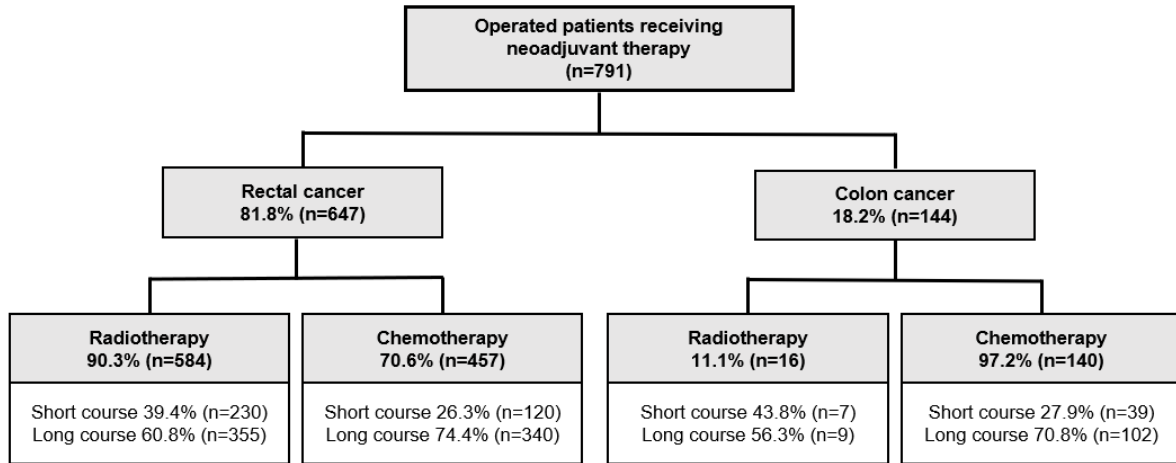 Operated patients receiving
neoadjuvant therapy
(n=791)
Rectal cancer
81.8% (n=647)
Colon cancer
18.2% (n=144)
Radiotherapy
90.3% (n=584)
Short course 39.4% (n=230)
Long course 60.8% (n=355)
Chemotherapy
70.6% (n=457)
Short course 26.3% (n=120)
Long course 74.4% (n=340)
Radiotherapy
11.1% (n=16)
Short course 43.8% (n=7)
Long course 56.3% (n=9)
Chemotherapy
97.2% (n=140)
Short course 27.9% (n=39)
Long course 70.8% (n=102)